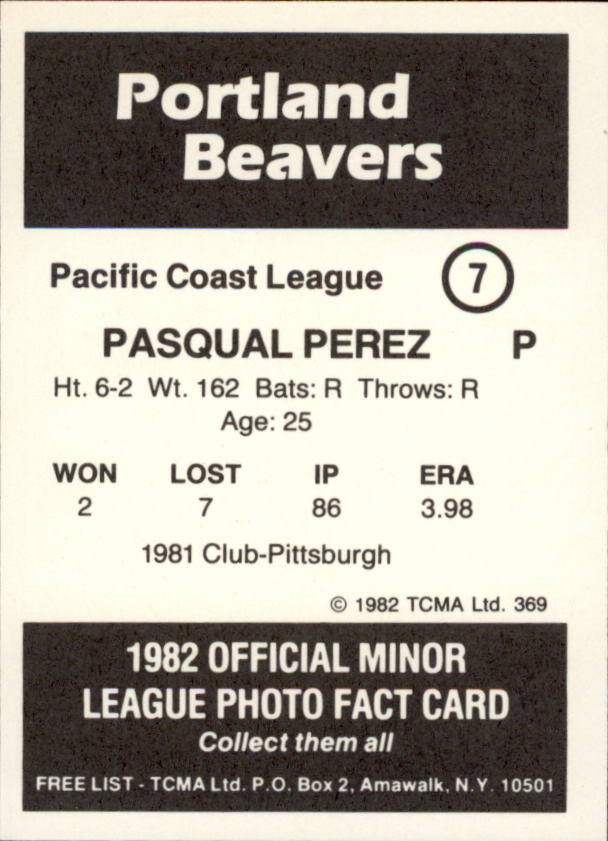 Portland
Beavers
Pacific Coast League 7
PASQUAL PEREZ P
Ht. 6-2 Wt. 162 Bats: R Throws: R
Age: 25
WON LOST IP ERA
2 7 86 3.98
1981 Club-Pittsburgh
© 1982 TCMA Ltd. 369
1982 OFFICIAL MINOR
LEAGUE PHOTO FACT CARD
Collect them all
FREE LIST - TCMA Ltd. P.O. Box 2, Amawalk, N.Y. 10501